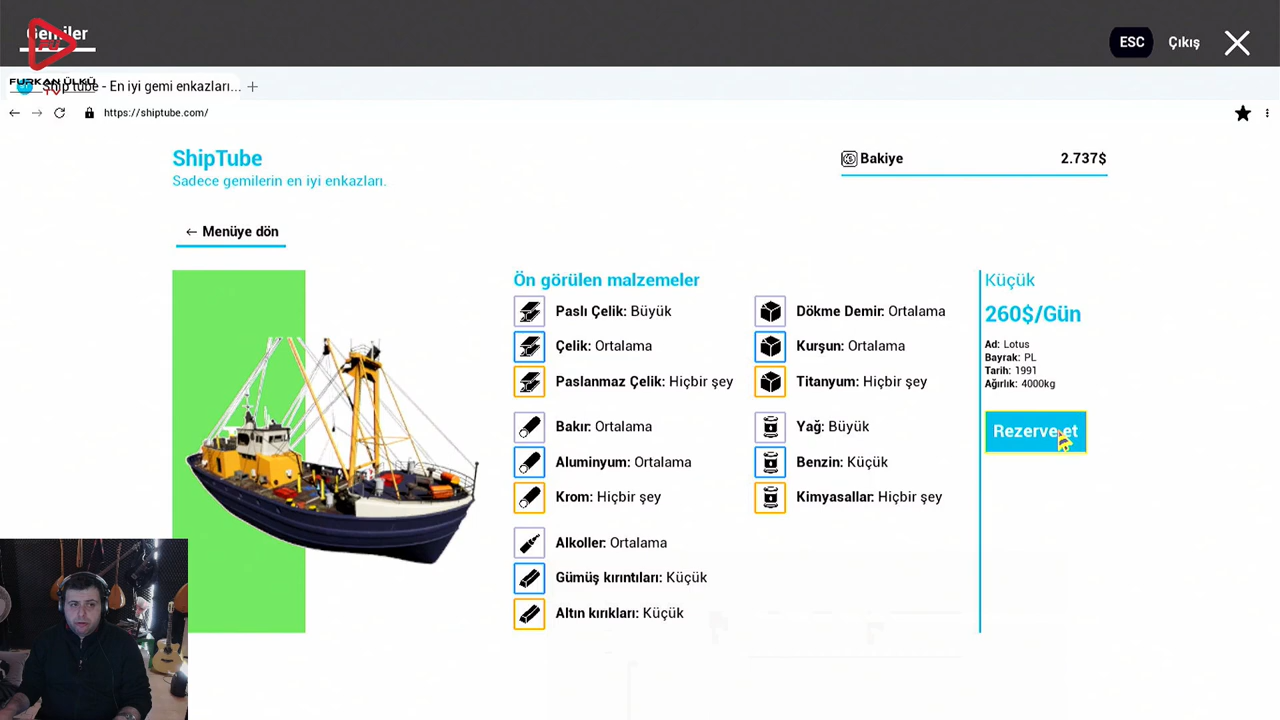 Gemiler
ESC Çıkış
FURKAN ÜLKÜ
TV
Ship tube - En iyi gemi enkazları...
https://shiptube.com/
ShipTube
Sadece gemilerin en iyi enkazları.
Bakiye 2.737$
← Menüye dön
Ön görülen malzemeler
Paslı Çelik: Büyük
Çelik: Ortalama
Paslanmaz Çelik: Hiçbir şey
Bakır: Ortalama
Aluminyum: Ortalama
Krom: Hiçbir şey
Alkoller: Ortalama
Gümüş kırıntıları: Küçük
Altın kırıkları: Küçük
Dökme Demir: Ortalama
Kurşun: Ortalama
Titanyum: Hiçbir şey
Yağ: Büyük
Benzin: Küçük
Kimyasallar: Hiçbir şey
Küçük
260$/Gün
Ad: Lotus
Bayrak: PL
Tarih: 1991
Ağırlık: 4000kg
Rezerve et